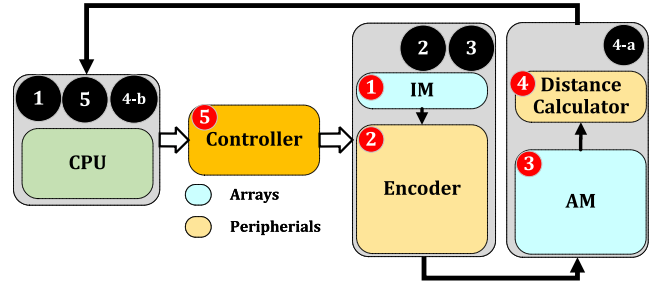 1 5 4-b
CPU
5
Controller
Arrays
Peripherials
2 3
1
IM
2
Encoder
4-a
4
Distance
Calculator
3
AM